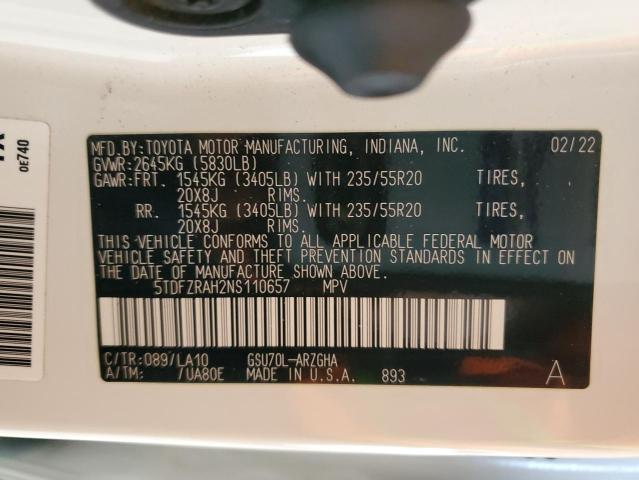 MFD.BY:TOYOTA MOTOR MANUFACTURING, INDIANA, INC. 02/22
GVWR:2645KG (5830LB)
GAWR:FRT. 1545KG (3405LB) WITH 235/55R20 TIRES,
20X8J RIMS.
RR. 1545KG (3405LB) WITH 235/55R20 TIRES,
20X8J RIMS.
THIS VEHICLE CONFORMS TO ALL APPLICABLE FEDERAL MOTOR
VEHICLE SAFETY AND THEFT PREVENTION STANDARDS IN EFFECT
ON THE DATE OF MANUFACTURE SHOWN ABOVE.
5TDFZRAH2NS110657 MPV
C/TR:089/LA10 GSU70L-ARZGHA
A/TM: /UA80E MADE IN U.S.A. 893 A
0E740